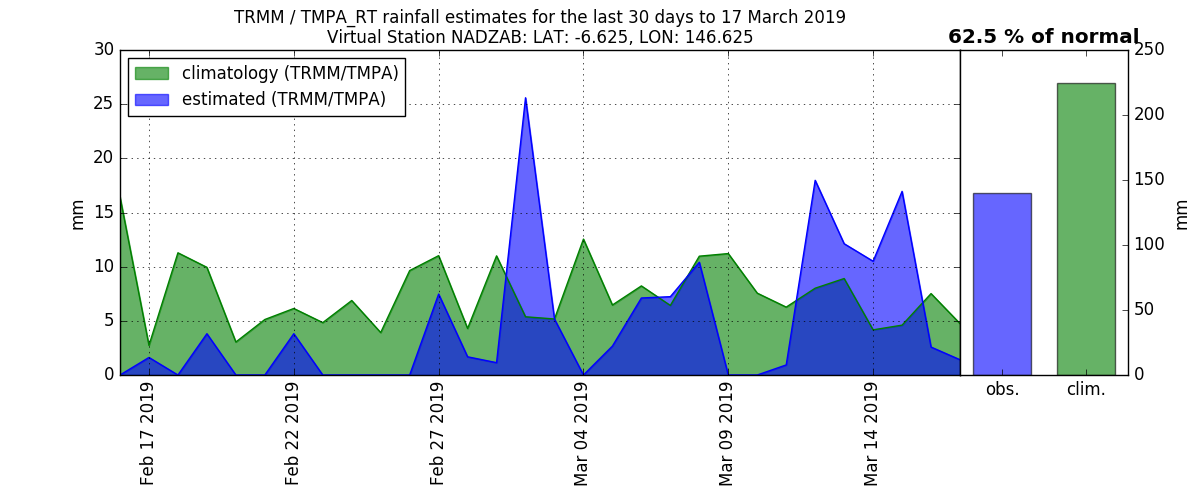 TRMM / TMPA_RT rainfall estimates for the last 30 days to 17 March 2019
Virtual Station NADZAB: LAT: -6.625, LON: 146.625
62.5 % of normal
climatology (TRMM/TMPA)
estimated (TRMM/TMPA)
30
25
20
15
10
5
0
mm
Feb 17 2019
Feb 22 2019
Feb 27 2019
Mar 04 2019
Mar 09 2019
Mar 14 2019
obs.
clim.
250
200
150
100
50
0
mm